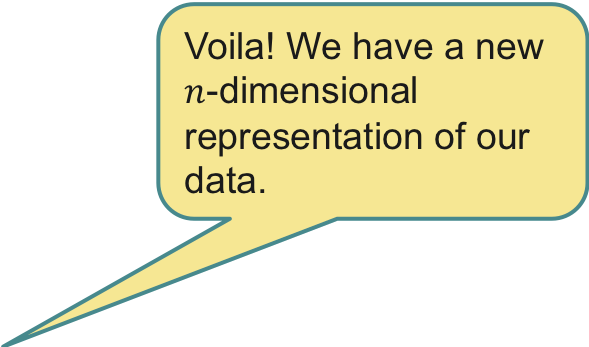 Voila! We have a new
n-dimensional
representation of our
data.